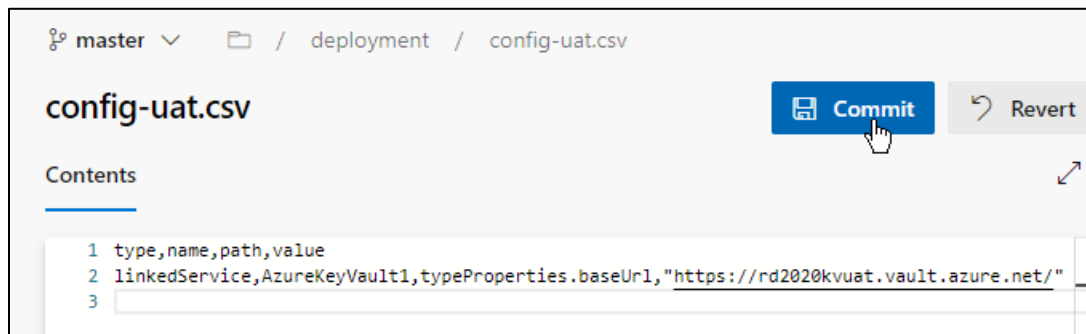 master / deployment / config-uat.csv
config-uat.csv Commit Revert
Contents
1 type,name,path,value
2 linkedService,AzureKeyVault1,typeProperties.baseUrl,"https://rd2020kvuat.vault.azure.net/"
3